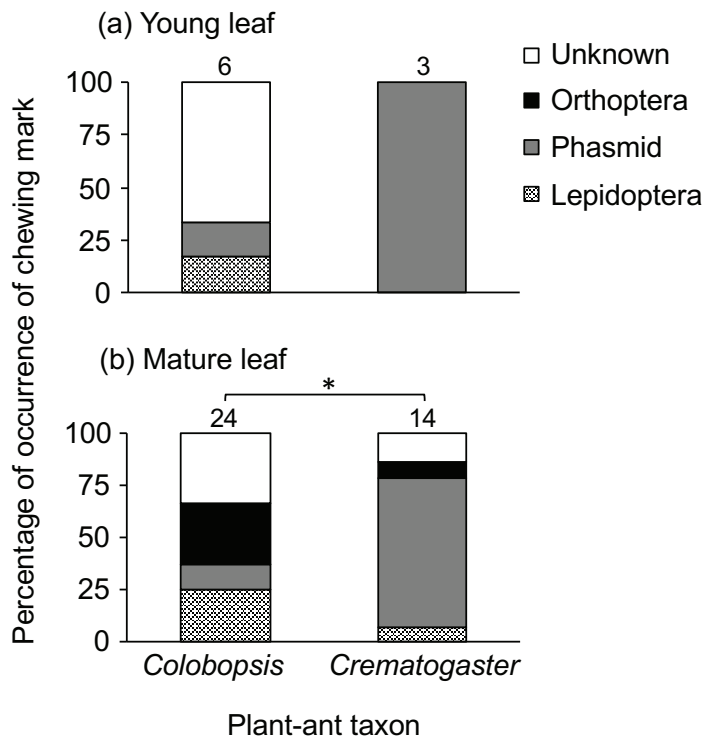 (a) Young leaf
6
3
Unknown
Orthoptera
Phasmid
Lepidoptera
100
75
50
25
0
(b) Mature leaf
*
24
14
100
75
50
25
0
Percentage of occurrence of chewing mark
Colobopsis
Crematogaster
Plant-ant taxon